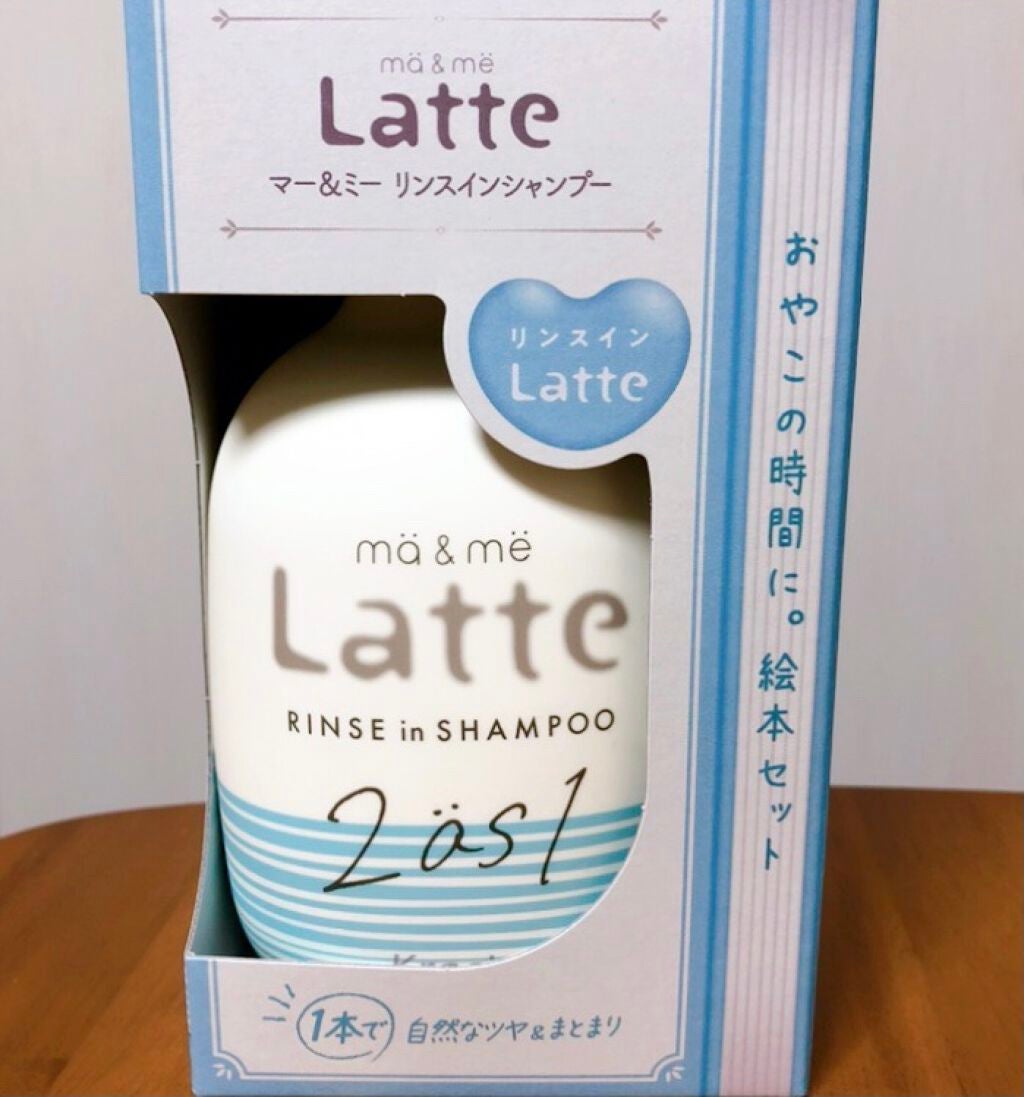 mä & më
Latte
マー&ミー リンスインシャンプー
リンスイン
Latte
mä & më
Latte
RINSE in SHAMPOO
2äs1
1本で 自然なツヤ&まとまり
おやこの時間に。絵本セット